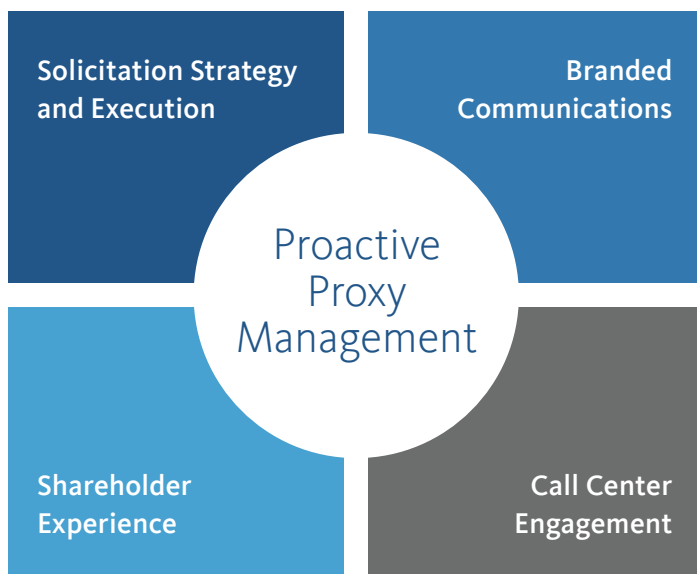 Solicitation Strategy
and Execution
Branded
Communications
Proactive
Proxy
Management
Shareholder
Experience
Call Center
Engagement